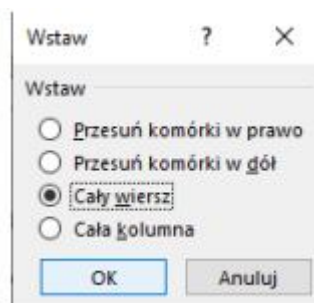 Wstaw ? ×
Wstaw
Przesuń komórki w prawo
Przesuń komórki w dół
Cały wiersz
Cała kolumna
OK Anuluj